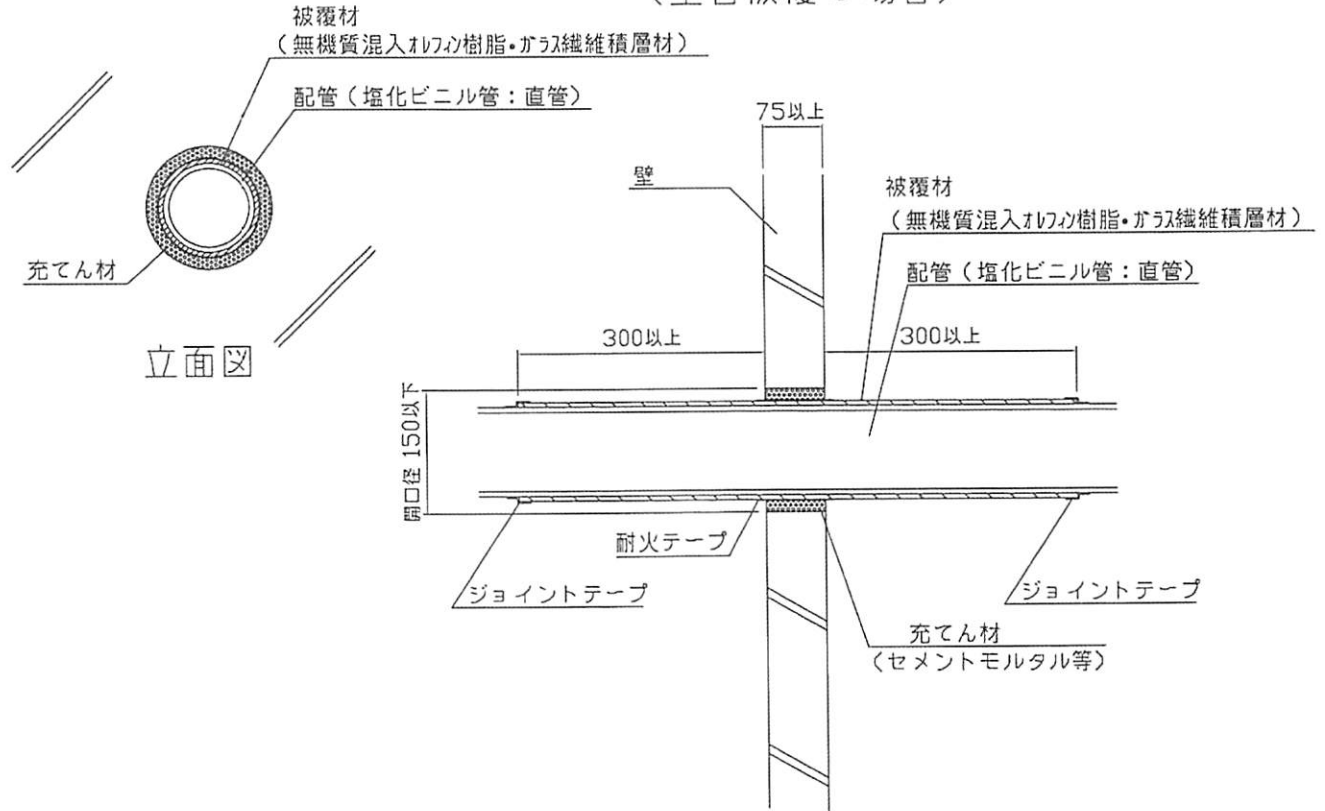 被覆材
(無機質混入オレフィン樹脂・ガラス繊維積層材)
配管(塩化ビニル管:直管)
充てん材
立面図
75以上
壁
被覆材
(無機質混入オレフィン樹脂・ガラス繊維積層材)
配管(塩化ビニル管:直管)
300以上
300以上
開口径 150以下
耐火テープ
ジョイントテープ
ジョイントテープ
充てん材
(セメントモルタル等)